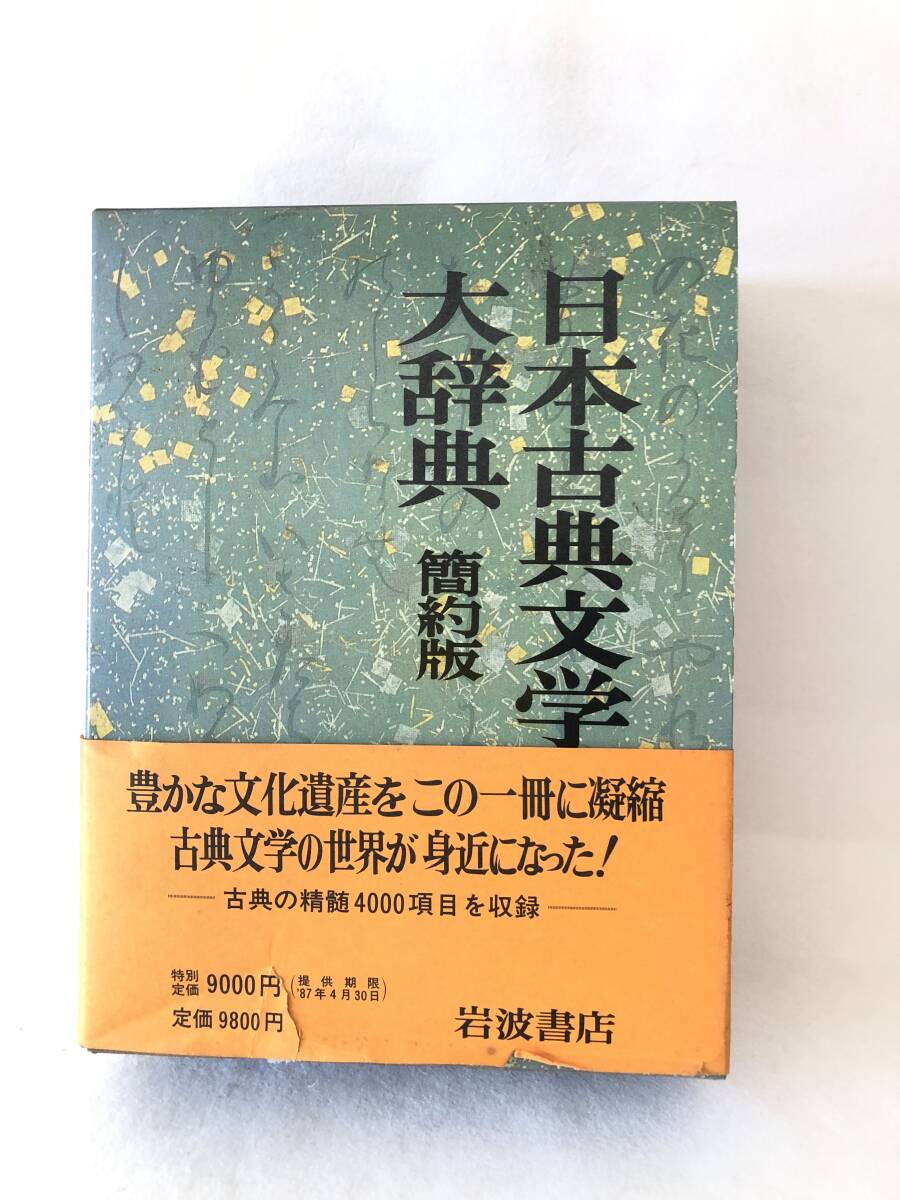 日本古典文学
大辞典
簡約版
豊かな文化遺産をこの一冊に凝縮
古典文学の世界が身近になった!
古典の精髄4000項目を収録
特別定価 9000円(提供期限 '87年4月30日)
定価 9800円
岩波書店